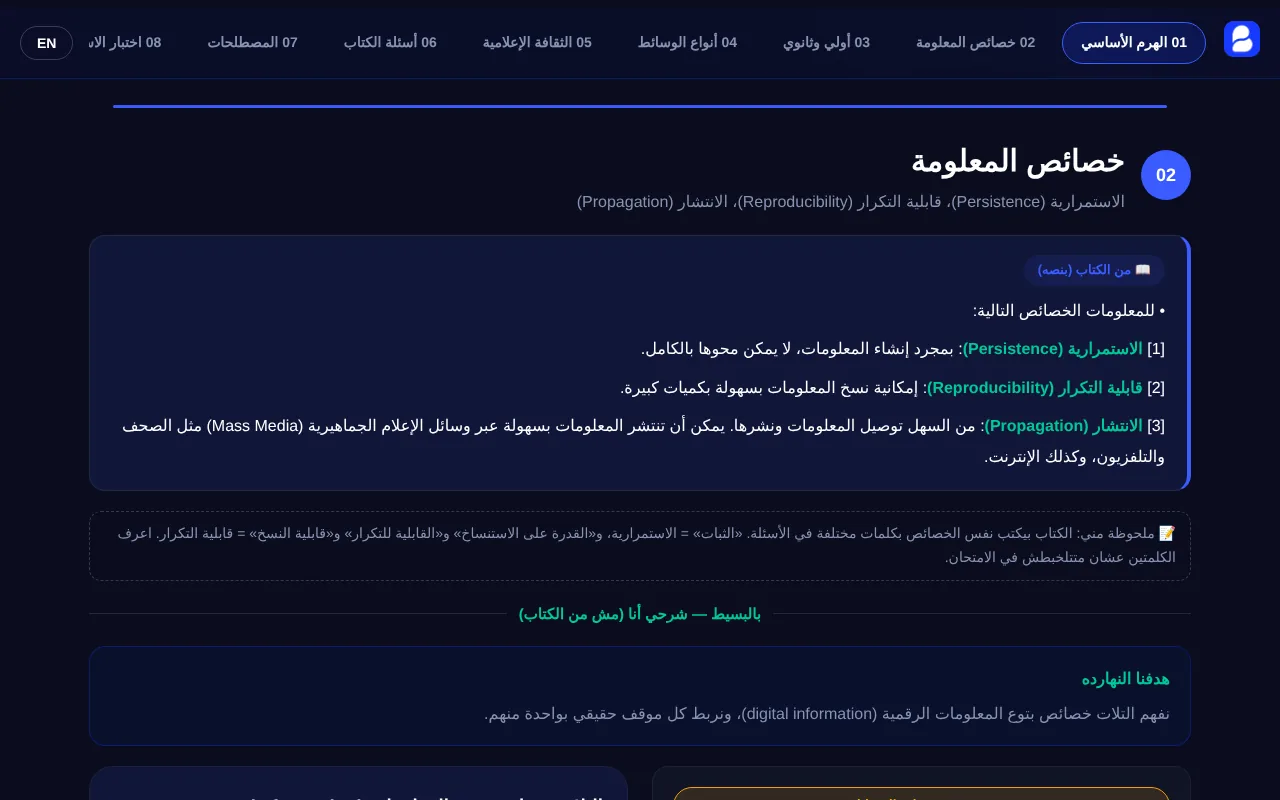 01 الهرم الأساسي
02 خصائص المعلومة
03 أولي وثانوي
04 أنواع الوسائط
05 الثقافة الإعلامية
06 أسئلة الكتاب
07 المصطلحات
08 اختبار
EN
02
خصائص المعلومة
الاستمرارية (Persistence)، قابلية التكرار (Reproducibility)، الانتشار (Propagation)
📖 من الكتاب (بنصه)
• للمعلومات الخصائص التالية:
[1] الاستمرارية (Persistence): بمجرد إنشاء المعلومات، لا يمكن محوها بالكامل.
[2] قابلية التكرار (Reproducibility): إمكانية نسخ المعلومات بسهولة بكميات كبيرة.
[3] الانتشار (Propagation): من السهل توصيل المعلومات ونشرها. يمكن أن تنتشر المعلومات بسهولة عبر وسائل الإعلام الجماهيرية (Mass Media) مثل الصحف
والتلفزيون، وكذلك الإنترنت.
📝 ملحوظة مني: الكتاب بيكتب نفس الخصائص بكلمات مختلفة في الأسئلة. «الثبات» = الاستمرارية، و«القدرة على الاستنساخ» و«القابلية للتكرار» و«قابلية النسخ» = قابلية التكرار. اعرف
الكلمتين عشان متتلخبطش في الامتحان.
بالبسيط — شرحي أنا (مش من الكتاب)
هدفنا النهارده
نفهم التلات خصائص بتوع المعلومات الرقمية (digital information)، ونربط كل موقف حقيقي بواحدة منهم.